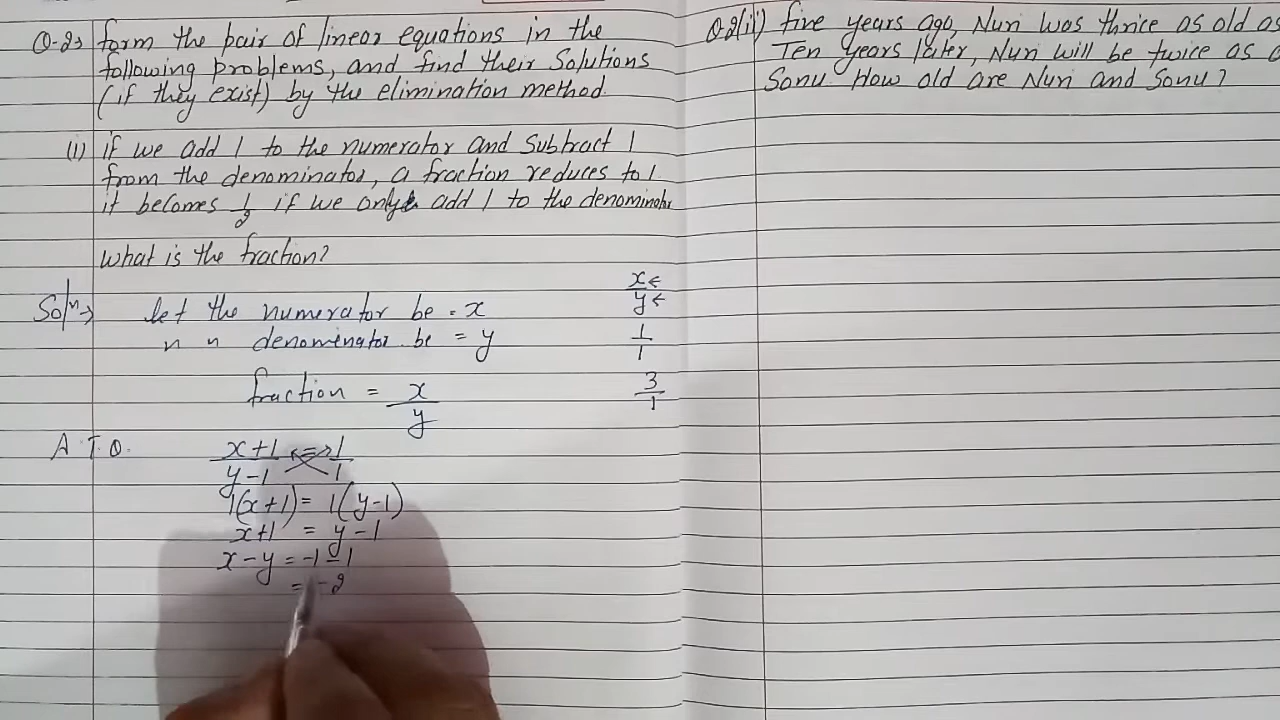 Q-2→ form the pair of linear equations in the
following problems, and find their Solutions
(if they exist) by the elimination method.
(i) if we add 1 to the numerator and Subtract 1
from the denominator, a fraction reduces to 1.
it becomes 1/2 if we only add 1 to the denominator
what is the fraction?
Solⁿ→ let the numerator be = x
n n denominator be = y
fraction = x/y
x/y
1/1
3/1
A.T.Q. x+1/y-1 = 1/1
1(x+1) = 1(y-1)
x+1 = y-1
x-y = -1-1
= -2
Q-2(ii) five years ago, Nuri was thrice as old as
Ten years later, Nuri will be twice as
Sonu. How old are Nuri and Sonu?